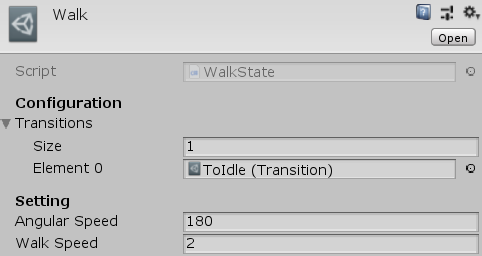 Walk
Open
Script WalkState
Configuration
Transitions
Size 1
Element 0 ToIdle (Transition)
Setting
Angular Speed 180
Walk Speed 2